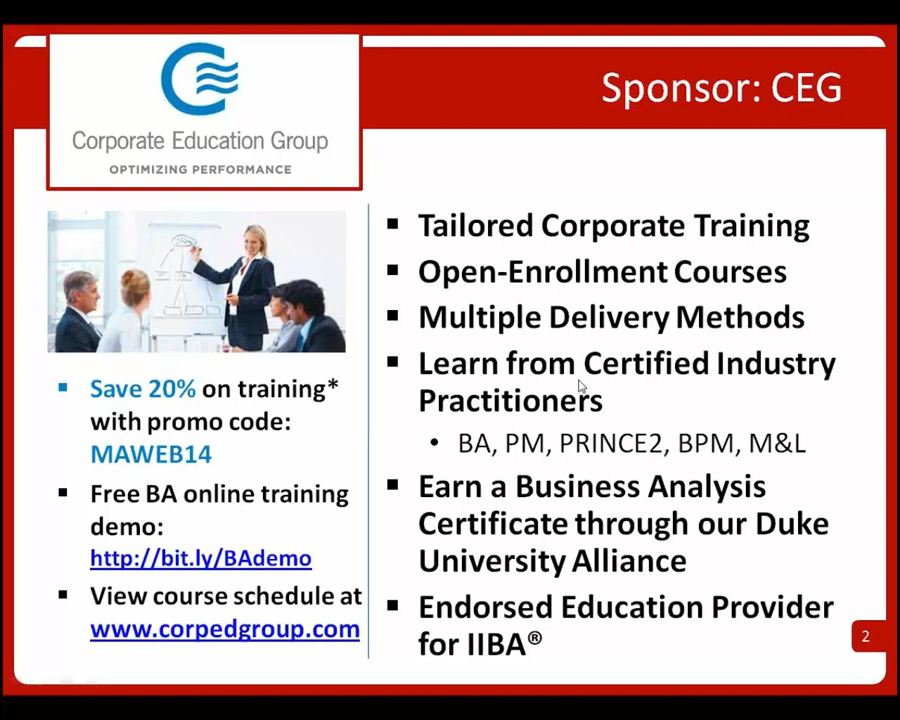 Sponsor: CEG
Corporate Education Group
OPTIMIZING PERFORMANCE
▪ Save 20% on training*
with promo code:
MAWEB14
▪ Free BA online training
demo:
http://bit.ly/BAdemo
▪ View course schedule at
www.corpedgroup.com
▪ Tailored Corporate Training
▪ Open-Enrollment Courses
▪ Multiple Delivery Methods
▪ Learn from Certified Industry
Practitioners
• BA, PM, PRINCE2, BPM, M&L
▪ Earn a Business Analysis
Certificate through our Duke
University Alliance
▪ Endorsed Education Provider
for IIBA®
2